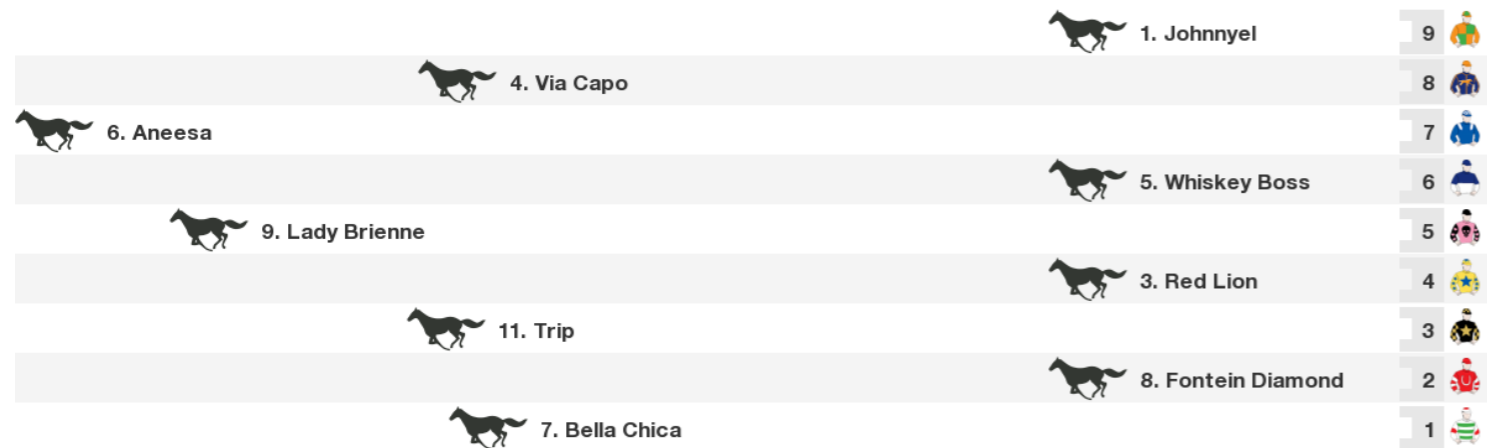 1. Johnnyel 9
4. Via Capo 8
6. Aneesa 7
5. Whiskey Boss 6
9. Lady Brienne 5
3. Red Lion 4
11. Trip 3
8. Fontein Diamond 2
7. Bella Chica 1